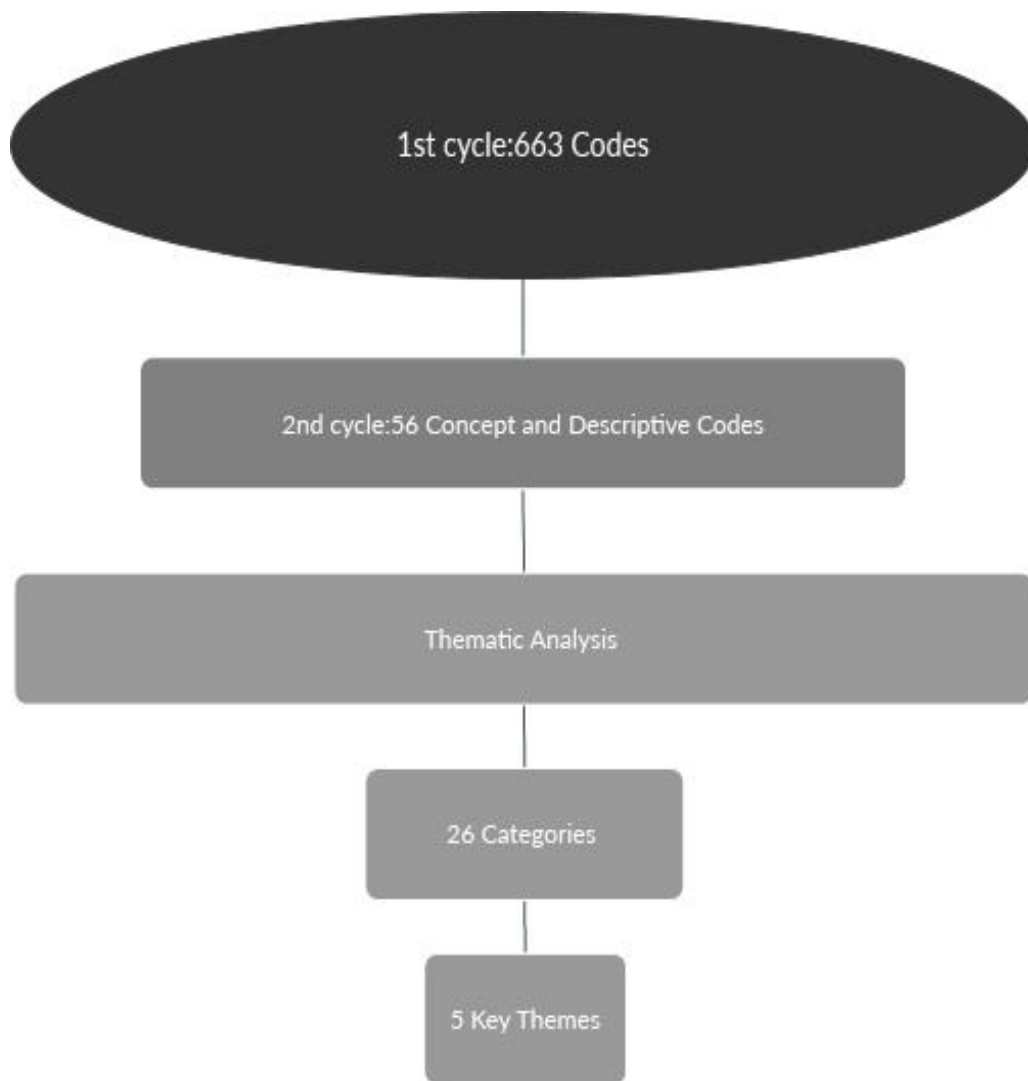 1st cycle:663 Codes
2nd cycle:56 Concept and Descriptive Codes
Thematic Analysis
26 Categories
5 Key Themes